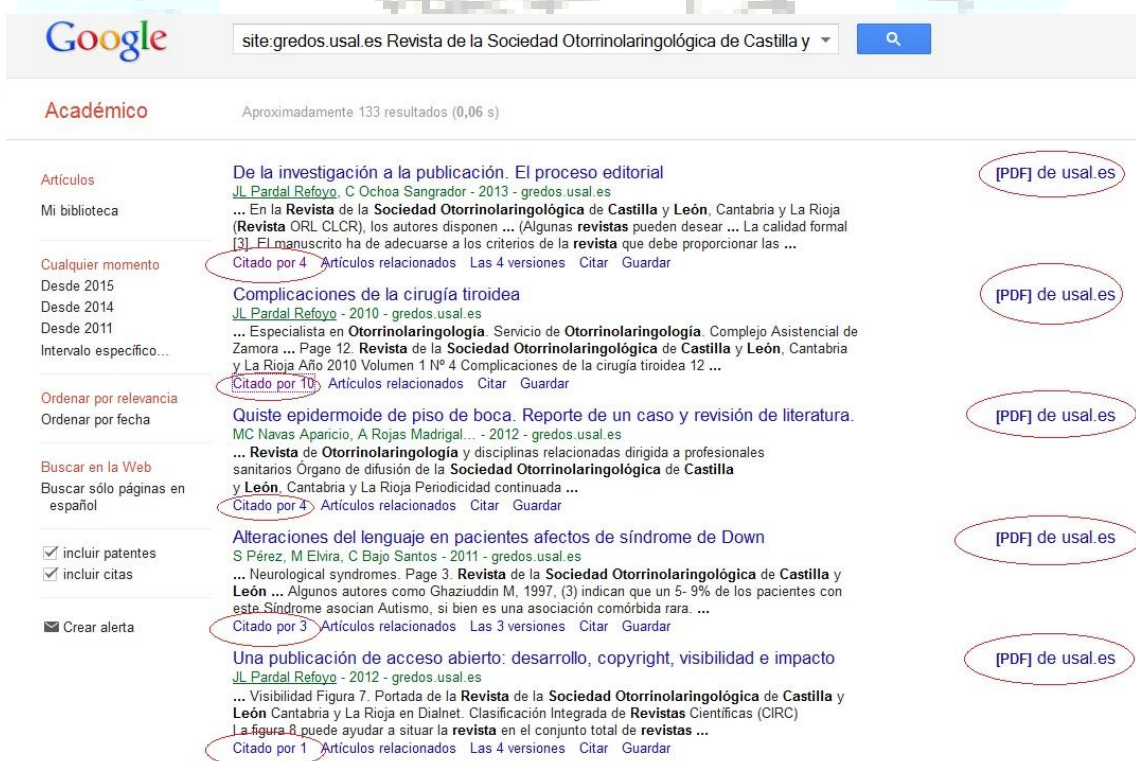 Google
site:gredos.usal.es Revista de la Sociedad Otorrinolaringológica de Castilla y
Académico
Aproximadamente 133 resultados (0,06 s)
Artículos
Mi biblioteca
Cualquier momento
Desde 2015
Desde 2014
Desde 2011
Intervalo específico...
Ordenar por relevancia
Ordenar por fecha
Buscar en la Web
Buscar sólo páginas en
español
incluir patentes
incluir citas
Crear alerta
De la investigación a la publicación. El proceso editorial
[PDF] de usal.es
JL Pardal Refoyo, C Ochoa Sangrador - 2013 - gredos.usal.es
... En la Revista de la Sociedad Otorrinolaringológica de Castilla y León, Cantabria y La Rioja
(Revista ORL CLCR), los autores disponen ... (Algunas revistas pueden desear ... La calidad formal
[3]. El manuscrito ha de adecuarse a los criterios de la revista que debe proporcionar las ...
Citado por 4 Artículos relacionados Las 4 versiones Citar Guardar
Complicaciones de la cirugía tiroidea
[PDF] de usal.es
JL Pardal Refoyo - 2010 - gredos.usal.es
... Especialista en Otorrinolaringología. Servicio de Otorrinolaringología. Complejo Asistencial de
Zamora ... Page 12. Revista de la Sociedad Otorrinolaringológica de Castilla y León, Cantabria
y La Rioja Año 2010 Volumen 1 Nº 4 Complicaciones de la cirugía tiroidea 12 ...
Citado por 10 Artículos relacionados Citar Guardar
Quiste epidermoide de piso de boca. Reporte de un caso y revisión de literatura.
[PDF] de usal.es
MC Navas Aparicio, A Rojas Madrigal... - 2012 - gredos.usal.es
... Revista de Otorrinolaringología y disciplinas relacionadas dirigida a profesionales
sanitarios Órgano de difusión de la Sociedad Otorrinolaringológica de Castilla
y León, Cantabria y La Rioja Periodicidad continuada ...
Citado por 4 Artículos relacionados Citar Guardar
Alteraciones del lenguaje en pacientes afectos de síndrome de Down
[PDF] de usal.es
S Pérez, M Elvira, C Bajo Santos - 2011 - gredos.usal.es
... Neurological syndromes. Page 3. Revista de la Sociedad Otorrinolaringológica de Castilla y
León ... Algunos autores como Ghaziuddin M, 1997, (3) indican que un 5- 9% de los pacientes con
este Síndrome asocian Autismo, si bien es una asociación comórbida rara. ...
Citado por 3 Artículos relacionados Las 3 versiones Citar Guardar
Una publicación de acceso abierto: desarrollo, copyright, visibilidad e impacto
[PDF] de usal.es
JL Pardal Refoyo - 2012 - gredos.usal.es
... Visibilidad Figura 7. Portada de la Revista de la Sociedad Otorrinolaringológica de Castilla y
León Cantabria y La Rioja en Dialnet. Clasificación Integrada de Revistas Científicas (CIRC)
La figura 8 puede ayudar a situar la revista en el conjunto total de revistas ...
Citado por 1 Artículos relacionados Las 4 versiones Citar Guardar